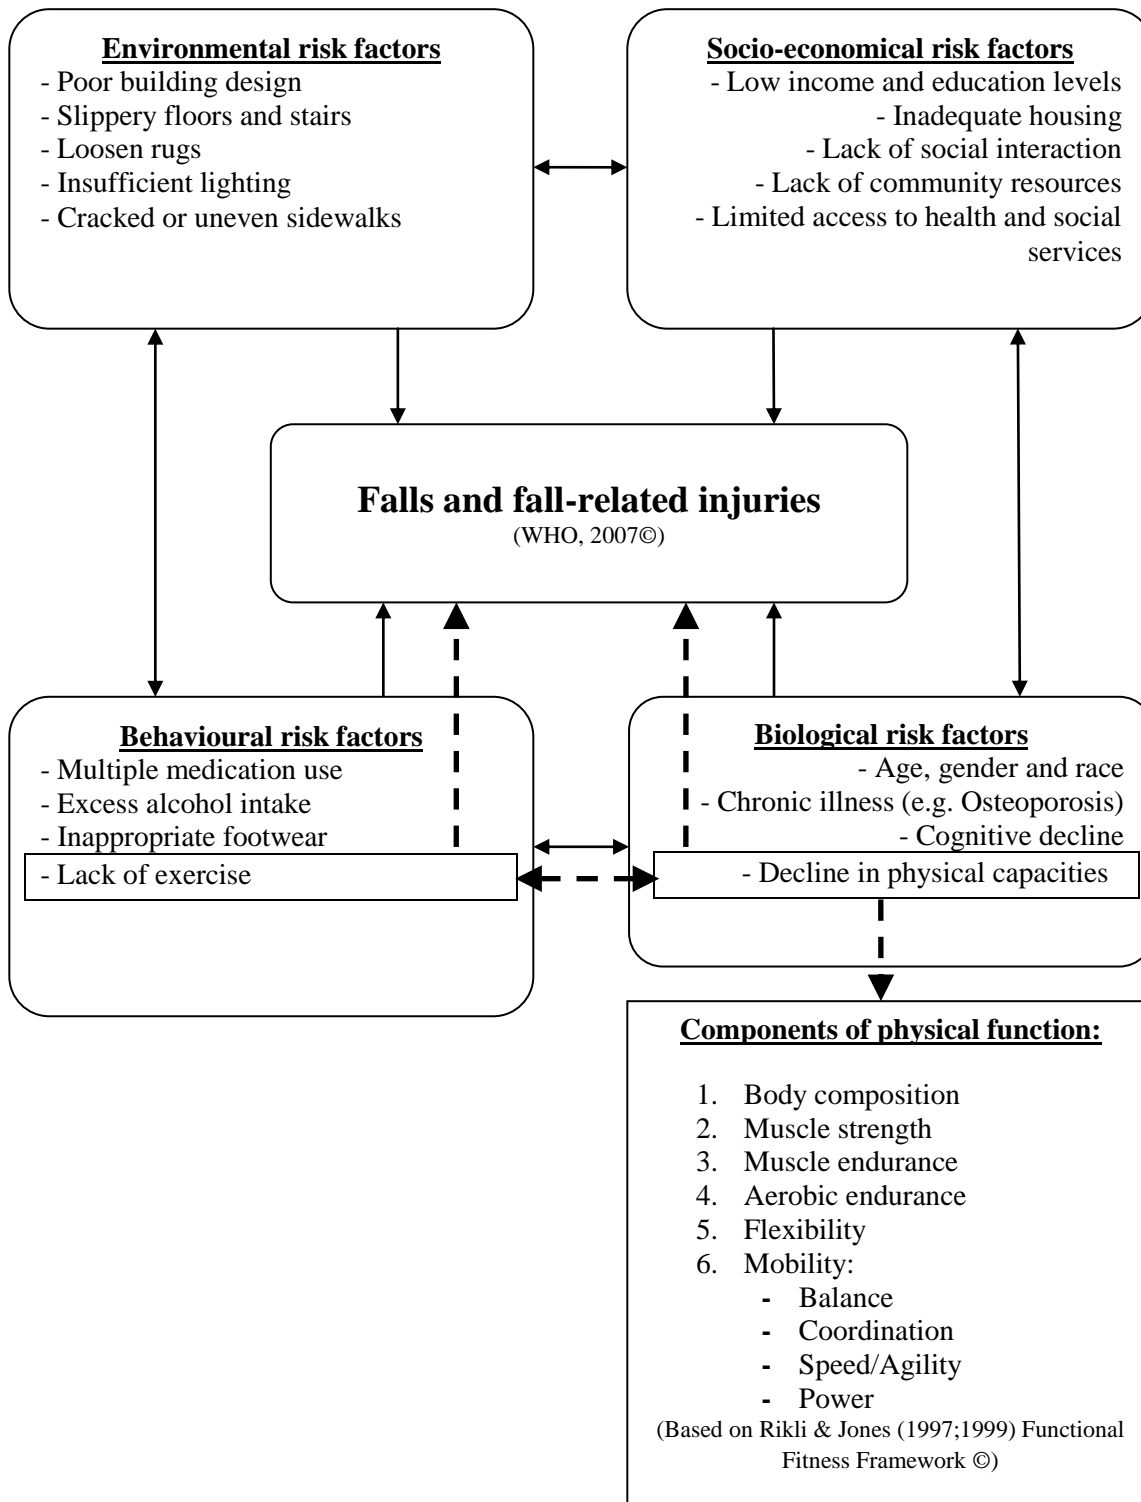 Environmental risk factors
- Poor building design
- Slippery floors and stairs
- Loosen rugs
- Insufficient lighting
- Cracked or uneven sidewalks
Socio-economical risk factors
- Low income and education levels
- Inadequate housing
- Lack of social interaction
- Lack of community resources
- Limited access to health and social
services
Falls and fall-related injuries
(WHO, 2007©)
Behavioural risk factors
- Multiple medication use
- Excess alcohol intake
- Inappropriate footwear
- Lack of exercise
Biological risk factors
- Age, gender and race
- Chronic illness (e.g. Osteoporosis)
- Cognitive decline
- Decline in physical capacities
Components of physical function:
1. Body composition
2. Muscle strength
3. Muscle endurance
4. Aerobic endurance
5. Flexibility
6. Mobility:
- Balance
- Coordination
- Speed/Agility
- Power
(Based on Rikli & Jones (1997;1999) Functional
Fitness Framework ©)